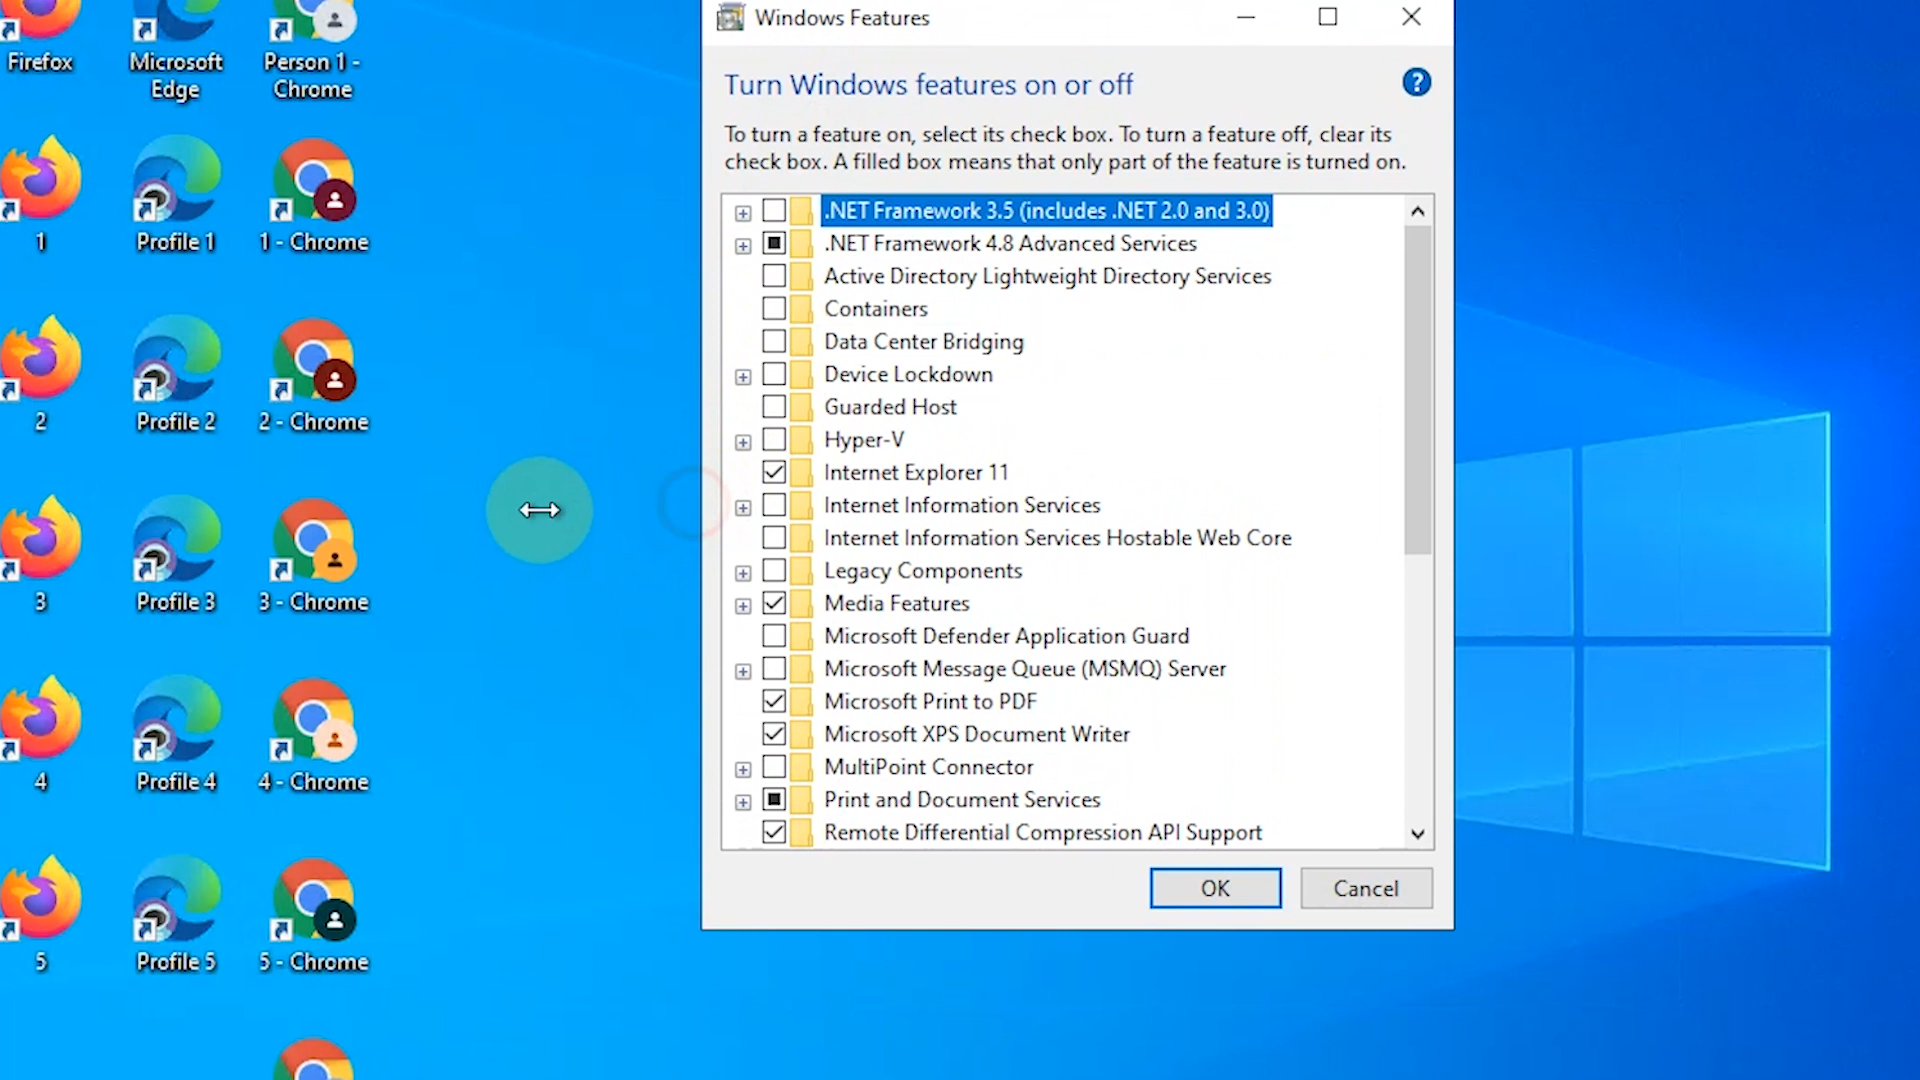 Firefox
Microsoft
Edge
Person 1 -
Chrome
1
Profile 1
1 - Chrome
2
Profile 2
2 - Chrome
3
Profile 3
3 - Chrome
4
Profile 4
4 - Chrome
5
Profile 5
5 - Chrome
Windows Features
Turn Windows features on or off
?
To turn a feature on, select its check box. To turn a feature off, clear its
check box. A filled box means that only part of the feature is turned on.
.NET Framework 3.5 (includes .NET 2.0 and 3.0)
.NET Framework 4.8 Advanced Services
Active Directory Lightweight Directory Services
Containers
Data Center Bridging
Device Lockdown
Guarded Host
Hyper-V
Internet Explorer 11
Internet Information Services
Internet Information Services Hostable Web Core
Legacy Components
Media Features
Microsoft Defender Application Guard
Microsoft Message Queue (MSMQ) Server
Microsoft Print to PDF
Microsoft XPS Document Writer
MultiPoint Connector
Print and Document Services
Remote Differential Compression API Support
OK
Cancel